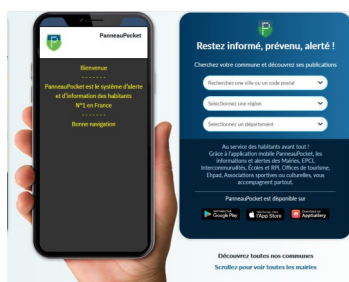 PanneauPocket
Bienvenue
- - - - - - -
PanneauPocket est le système d'alerte
et d'information des habitants
N°1 en France
- - - - - - -
Bonne navigation
Restez informé, prévenu, alerté !
Cherchez votre commune et découvrez ses publications
Recherchez une ville ou un code postal
Selectionnez une région
Selectionnez un département
Au service des habitants avant tout !
Grâce à l'application mobile PanneauPocket, les
informations et alertes des Mairies, EPCI,
Intercommunalités, Écoles et RPI, Offices de tourisme,
Ehpad, Associations sportives ou culturelles, vous
accompagnent partout.
PanneauPocket est disponible sur
Google Play
l'App Store
AppGallery
Découvrez toutes nos communes
Scrollez pour voir toutes les mairies